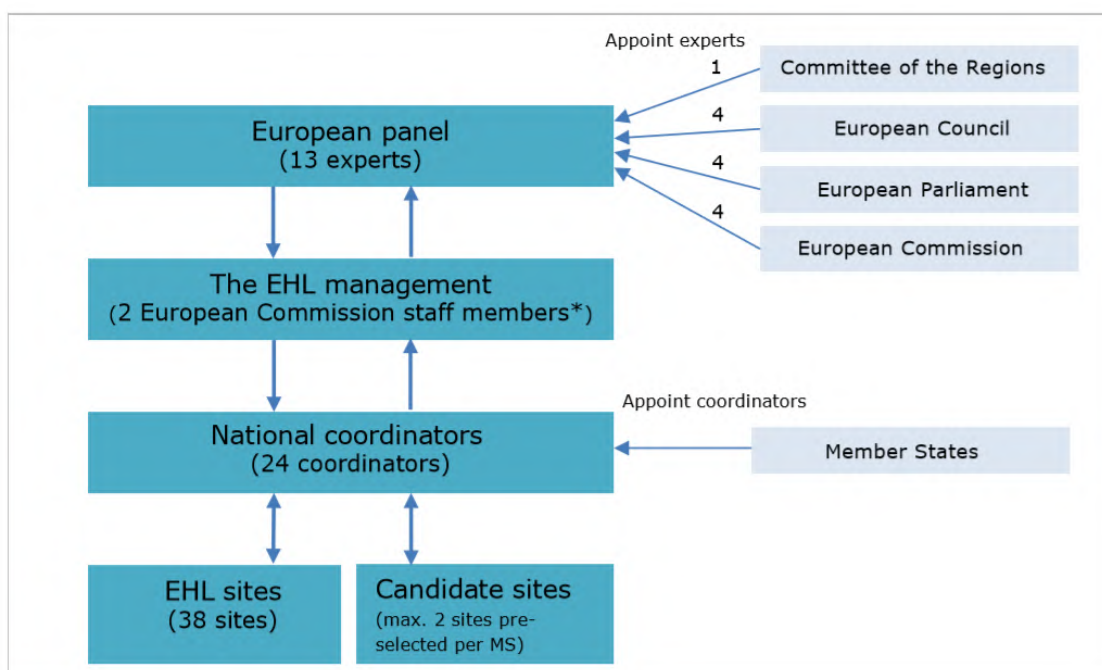 Appoint experts
1
Committee of the Regions
4
European Council
European panel
(13 experts)
4
European Parliament
4
European Commission
The EHL management
(2 European Commission staff members*)
Appoint coordinators
National coordinators
(24 coordinators)
Member States
EHL sites
(38 sites)
Candidate sites
(max. 2 sites pre-
selected per MS)